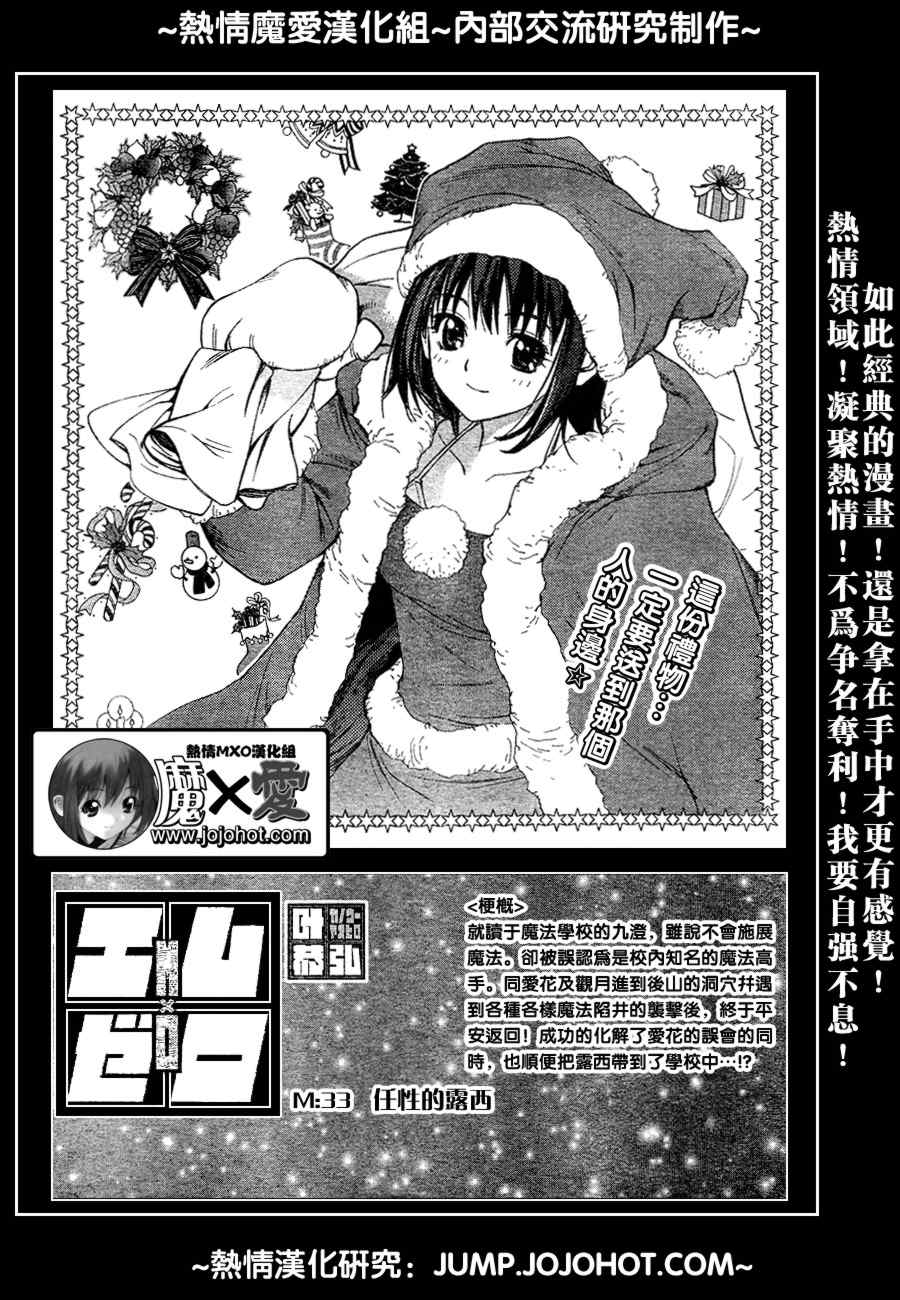 ~熱情魔愛漢化組~內部交流研究制作~
如此經典的漫畫！還是拿在手中才更有感覺！
熱情領域！凝聚熱情！不爲争名奪利！我要自强不息！
這份禮物…
一定要送到那個
人的身邊☆
熱情MXO漢化組
魔×愛
www.jojohot.com
エム
×
ゼロ
叶恭弘
<梗概>
就讀于魔法學校的九澄，雖說不會施展
魔法。卻被誤認爲是校內知名的魔法高
手。同愛花及觀月進到後山的洞穴幷遇
到各種各樣魔法陷井的襲擊後，終于平
安返回！成功的化解了愛花的誤會的同
時，也順便把露西帶到了學校中…!?
M:33 任性的露西
~熱情漢化研究：JUMP.JOJOHOT.COM~